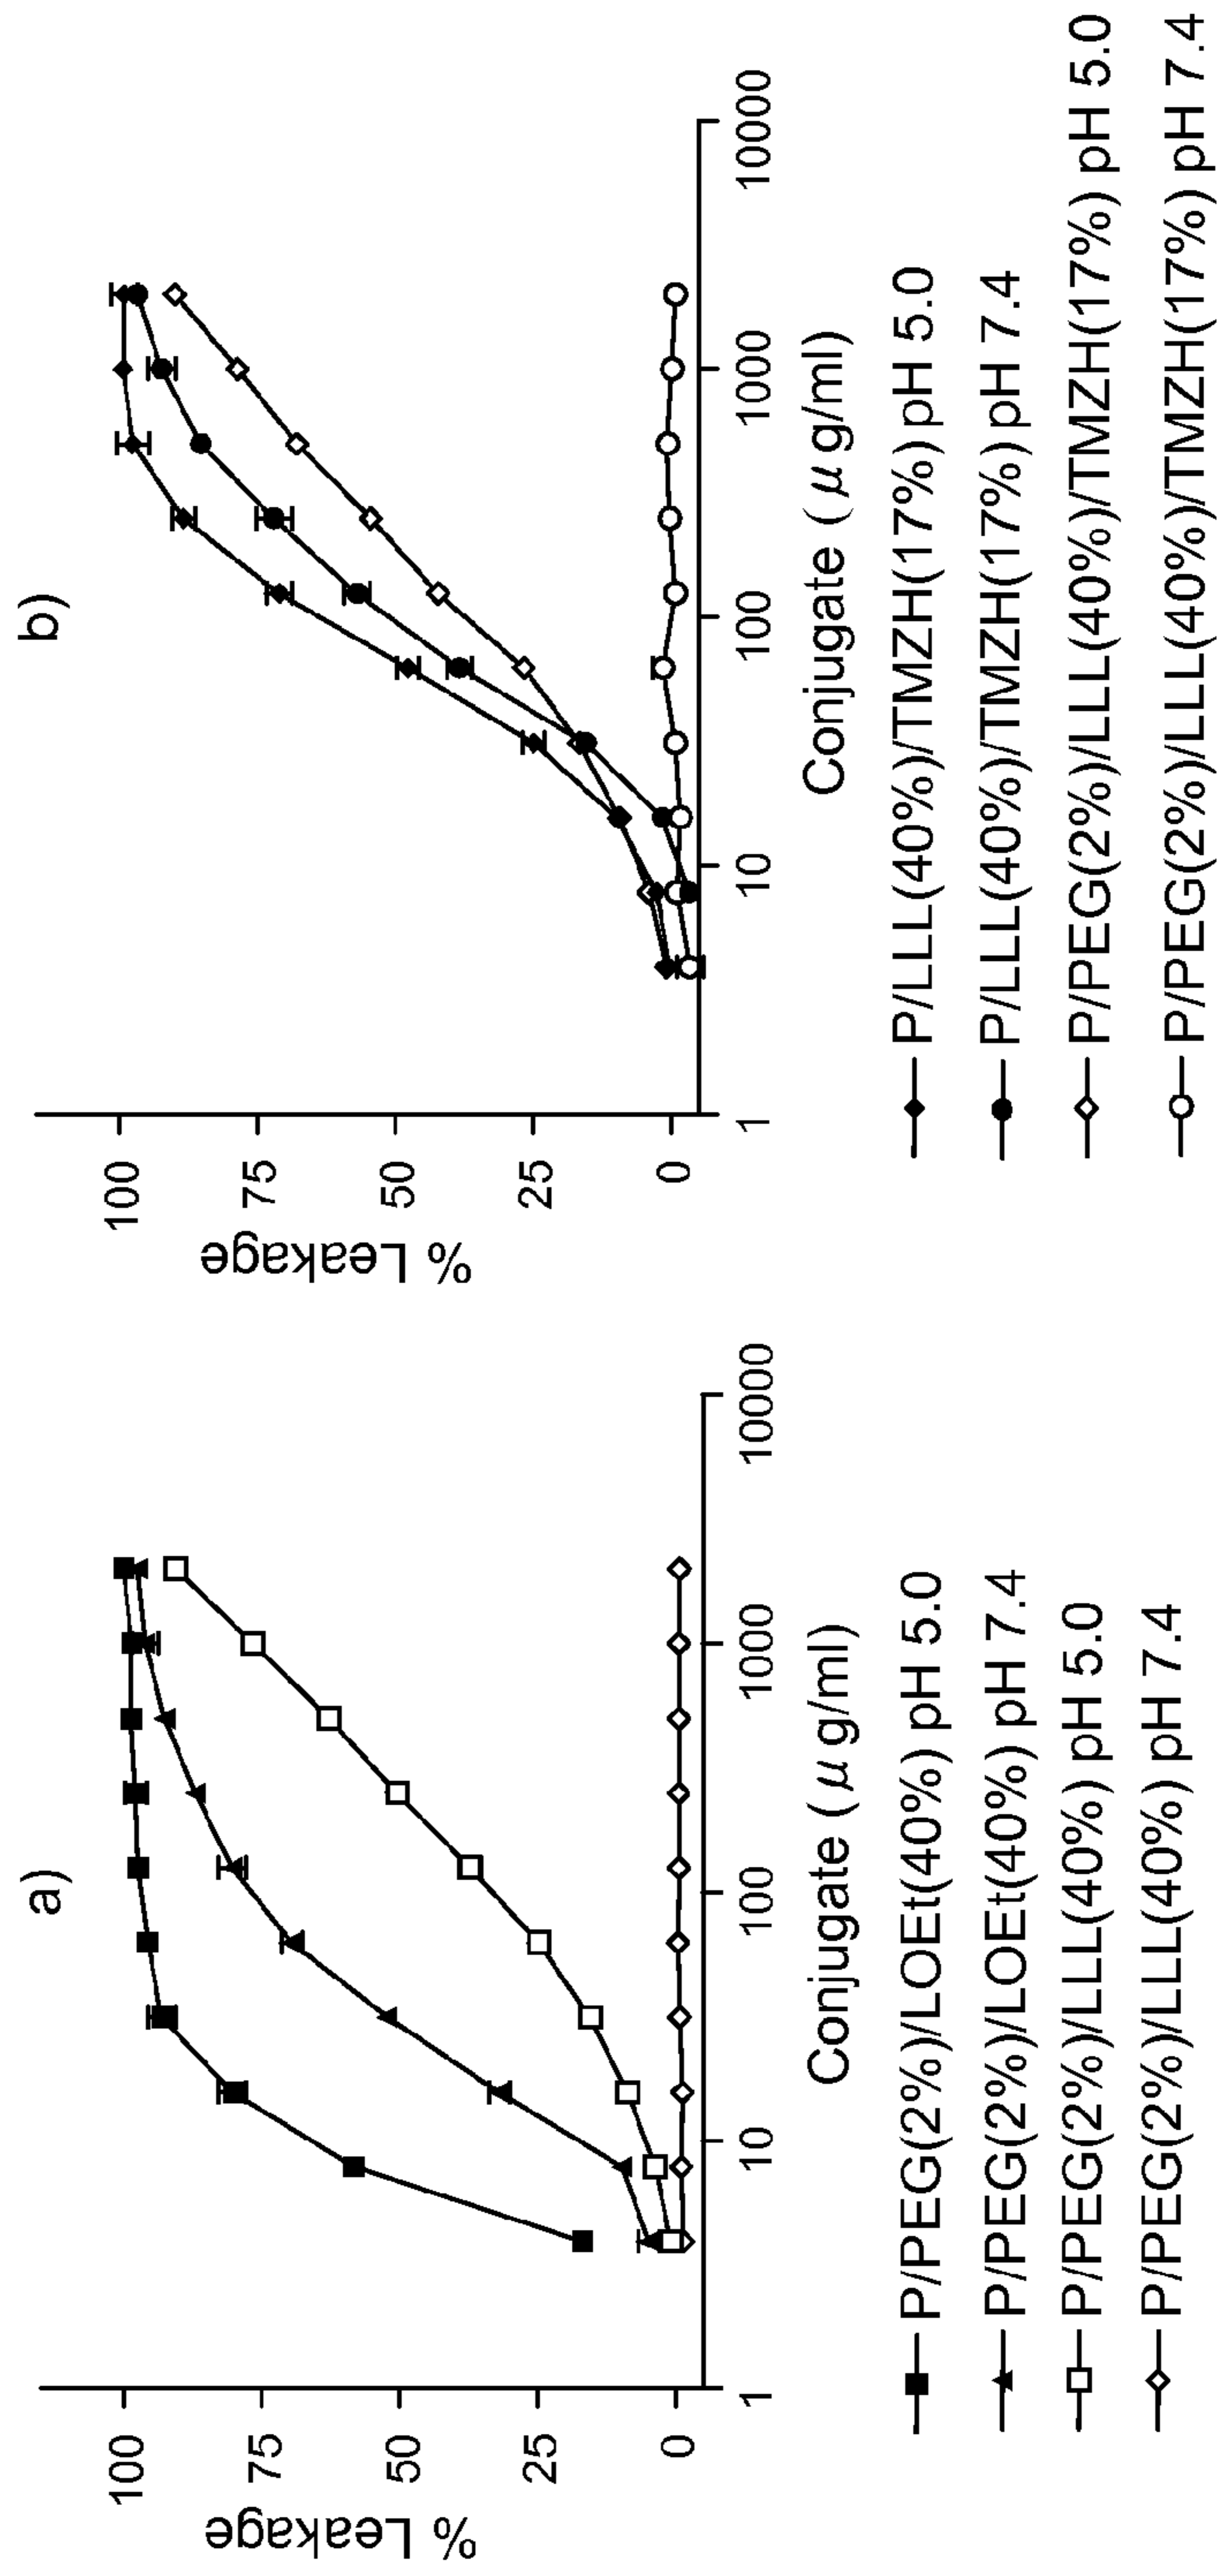 a)
% Leakage
100
75
50
25
0
1
10
100
1000
10000
Conjugate (μg/ml)
P/PEG(2%)/LOEt(40%) pH 5.0
P/PEG(2%)/LOEt(40%) pH 7.4
P/PEG(2%)/LLL(40%) pH 5.0
P/PEG(2%)/LLL(40%) pH 7.4
b)
% Leakage
100
75
50
25
0
1
10
100
1000
10000
Conjugate (μg/ml)
P/LLL(40%)/TMZH(17%) pH 5.0
P/LLL(40%)/TMZH(17%) pH 7.4
P/PEG(2%)/LLL(40%)/TMZH(17%) pH 5.0
P/PEG(2%)/LLL(40%)/TMZH(17%) pH 7.4